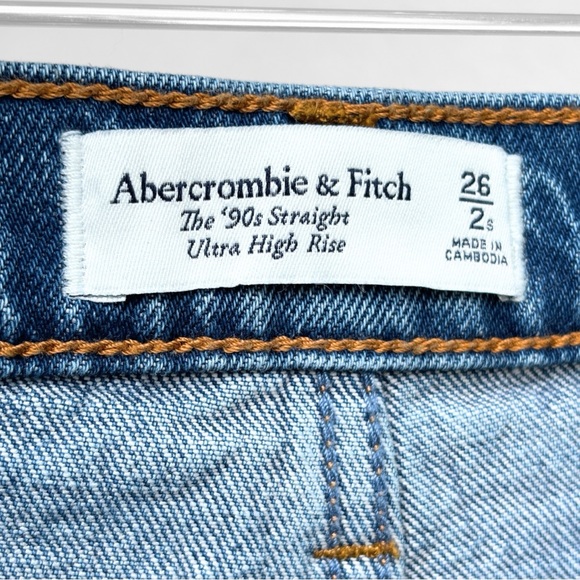 Abercrombie & Fitch
The '90s Straight
Ultra High Rise
26
2s
MADE IN
CAMBODIA